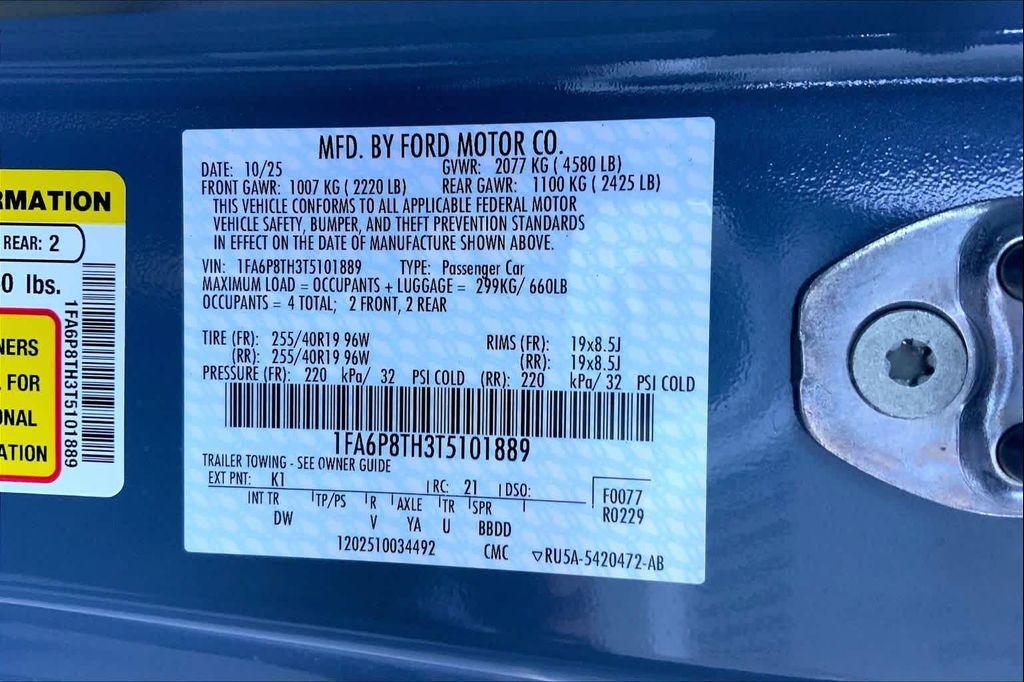 RMATION
REAR: 2
0 lbs.
NERS
L FOR
ONAL
ATION
1FA6P8TH3T5101889
MFD. BY FORD MOTOR CO.
DATE: 10/25 GVWR: 2077 KG ( 4580 LB)
FRONT GAWR: 1007 KG ( 2220 LB) REAR GAWR: 1100 KG ( 2425 LB)
THIS VEHICLE CONFORMS TO ALL APPLICABLE FEDERAL MOTOR
VEHICLE SAFETY, BUMPER, AND THEFT PREVENTION STANDARDS
IN EFFECT ON THE DATE OF MANUFACTURE SHOWN ABOVE.
VIN: 1FA6P8TH3T5101889 TYPE: Passenger Car
MAXIMUM LOAD = OCCUPANTS + LUGGAGE = 299KG/ 660LB
OCCUPANTS = 4 TOTAL; 2 FRONT, 2 REAR
TIRE (FR): 255/40R19 96W RIMS (FR): 19x8.5J
(RR): 255/40R19 96W (RR): 19x8.5J
PRESSURE (FR): 220 kPa/ 32 PSI COLD (RR): 220 kPa/ 32 PSI COLD
1FA6P8TH3T5101889
TRAILER TOWING - SEE OWNER GUIDE
EXT PNT: K1 RC: 21 DSO: F0077
INT TR TP/PS R AXLE TR SPR R0229
DW V YA U BBDD
1202510034492 CMC ▽RU5A-5420472-AB